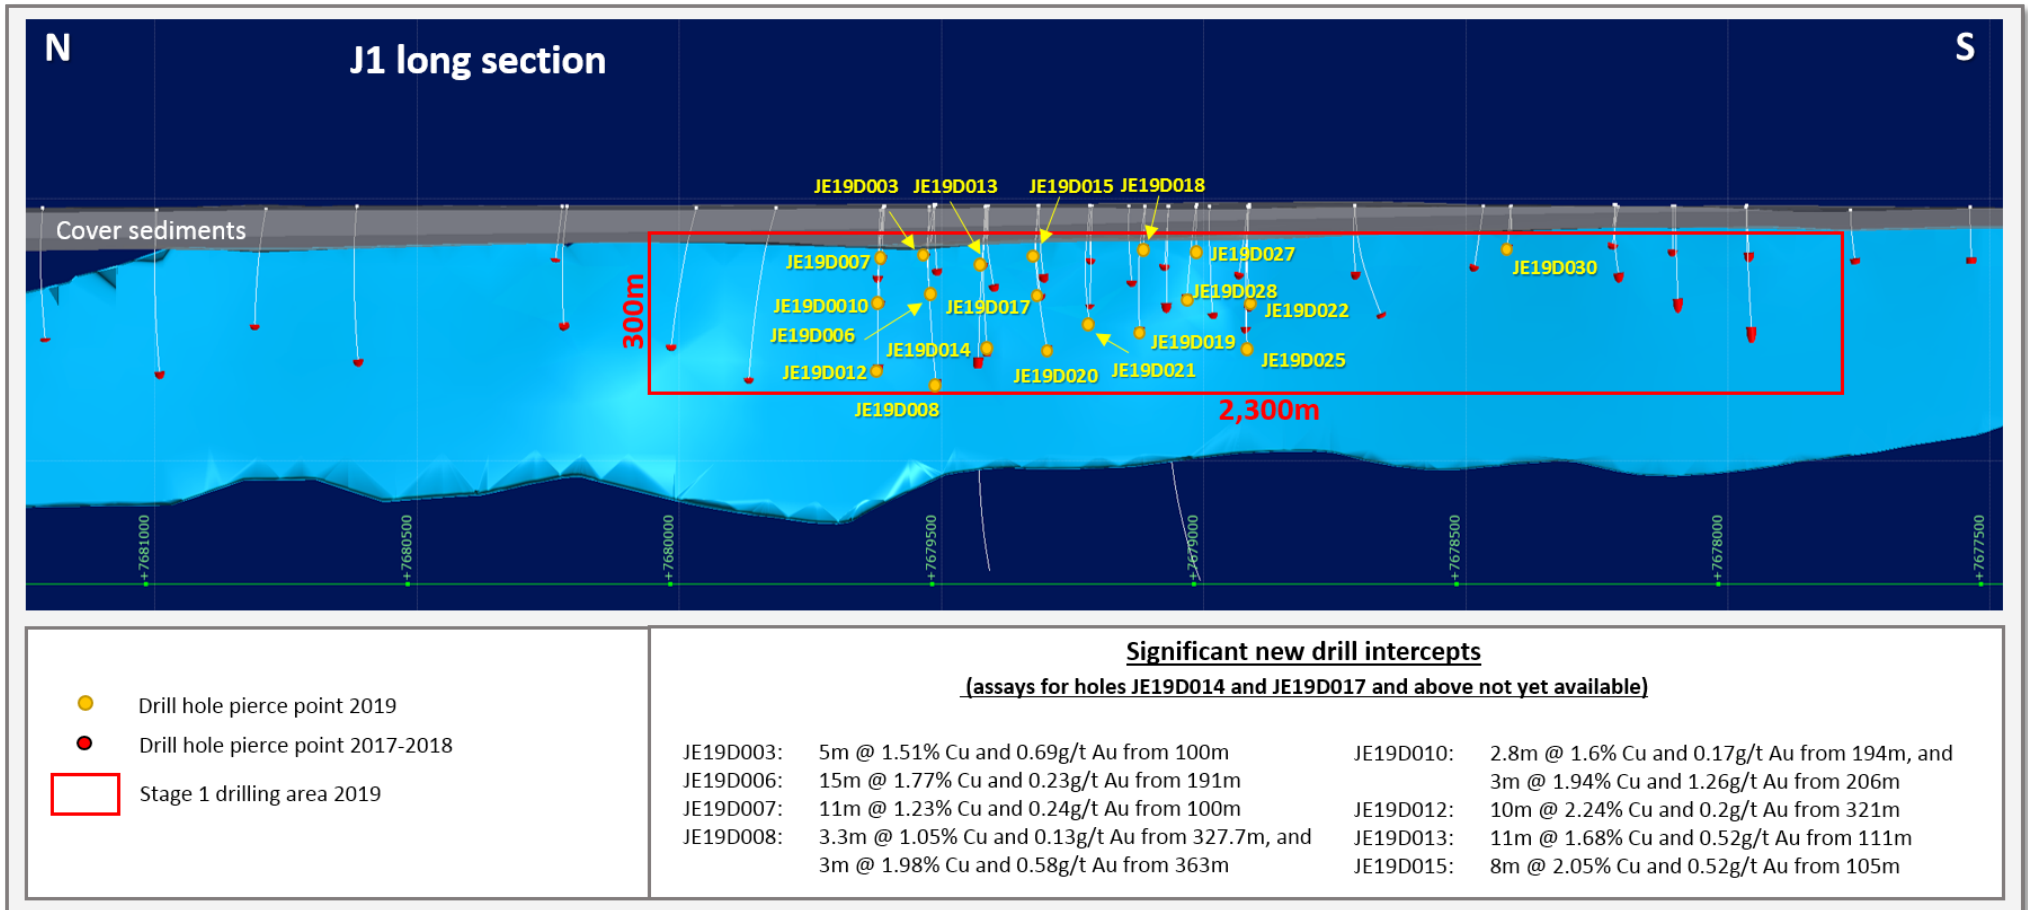 N
J1 long section
S
JE19D003 JE19D013 JE19D015 JE19D018
Cover sediments
JE19D007
JE19D027
JE19D030
JE19D0010
JE19D017
JE19D028
JE19D022
300m
JE19D006
JE19D014
JE19D019
JE19D025
JE19D012
JE19D020
JE19D021
JE19D008
2,300m
+7681000
+7680500
+7680000
+7679500
+7679000
+7678500
+7678000
+7677500
Drill hole pierce point 2019
Drill hole pierce point 2017-2018
Stage 1 drilling area 2019
Significant new drill intercepts
(assays for holes JE19D014 and JE19D017 and above not yet available)
JE19D003: 5m @ 1.51% Cu and 0.69g/t Au from 100m
JE19D006: 15m @ 1.77% Cu and 0.23g/t Au from 191m
JE19D007: 11m @ 1.23% Cu and 0.24g/t Au from 100m
JE19D008: 3.3m @ 1.05% Cu and 0.13g/t Au from 327.7m, and
3m @ 1.98% Cu and 0.58g/t Au from 363m
JE19D010: 2.8m @ 1.6% Cu and 0.17g/t Au from 194m, and
3m @ 1.94% Cu and 1.26g/t Au from 206m
JE19D012: 10m @ 2.24% Cu and 0.2g/t Au from 321m
JE19D013: 11m @ 1.68% Cu and 0.52g/t Au from 111m
JE19D015: 8m @ 2.05% Cu and 0.52g/t Au from 105m